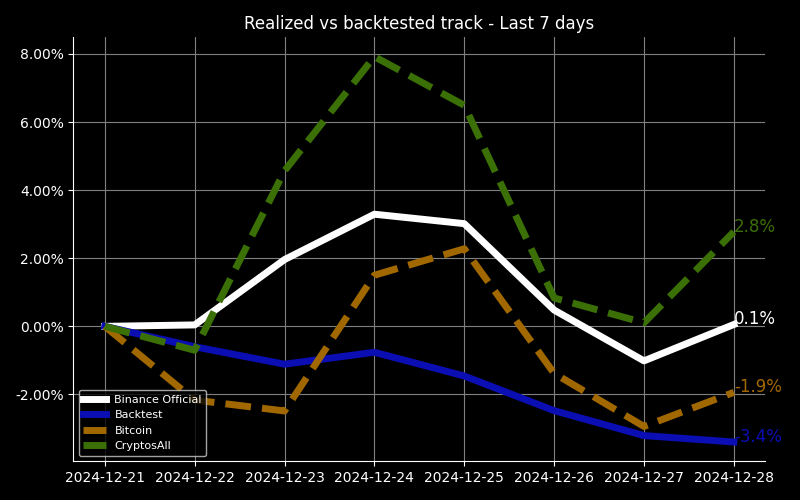 Realized vs backtested track - Last 7 days
8.00%
6.00%
4.00%
2.00%
0.00%
-2.00%
2.8%
0.1%
-1.9%
-3.4%
Binance Official
Backtest
Bitcoin
CryptosAll
2024-12-21 2024-12-22 2024-12-23 2024-12-24 2024-12-25 2024-12-26 2024-12-27 2024-12-28